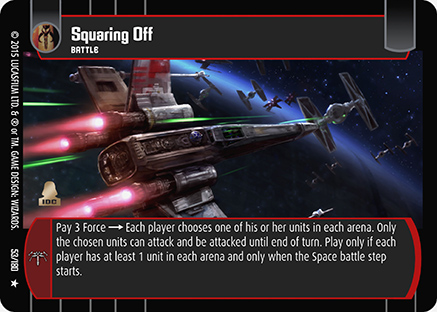 Squaring Off
BATTLE
© 2015 LUCASFILM LTD. & ® or TM. GAME DESIGN: WIZARDS.
IDC
Pay 3 Force → Each player chooses one of his or her units in each arena. Only
the chosen units can attack and be attacked until end of turn. Play only if each
player has at least 1 unit in each arena and only when the Space battle step
starts.